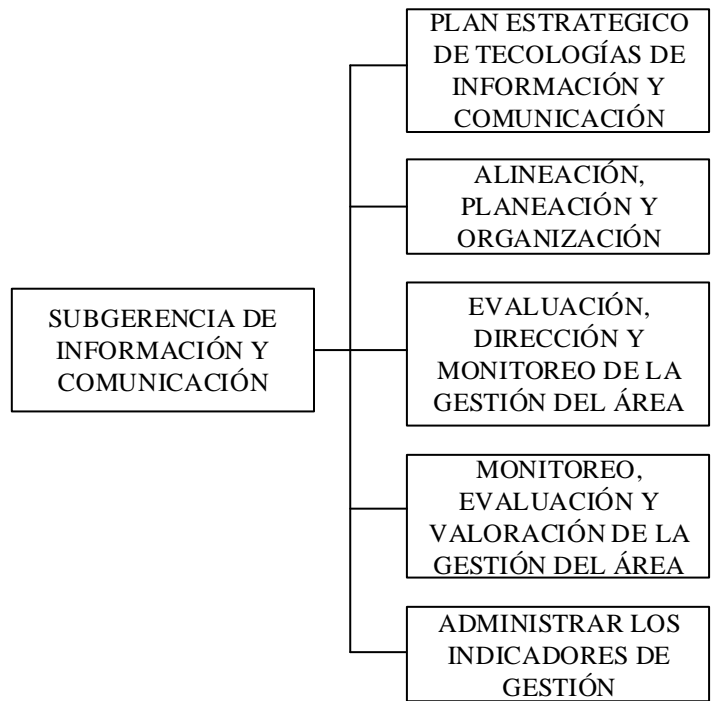 PLAN ESTRATEGICO
DE TECOLOGÍAS DE
INFORMACIÓN Y
COMUNICACIÓN
ALINEACIÓN,
PLANEACIÓN Y
ORGANIZACIÓN
SUBGERENCIA DE
INFORMACIÓN Y
COMUNICACIÓN
EVALUACIÓN,
DIRECCIÓN Y
MONITOREO DE LA
GESTIÓN DEL ÁREA
MONITOREO,
EVALUACIÓN Y
VALORACIÓN DE LA
GESTIÓN DEL ÁREA
ADMINISTRAR LOS
INDICADORES DE
GESTIÓN